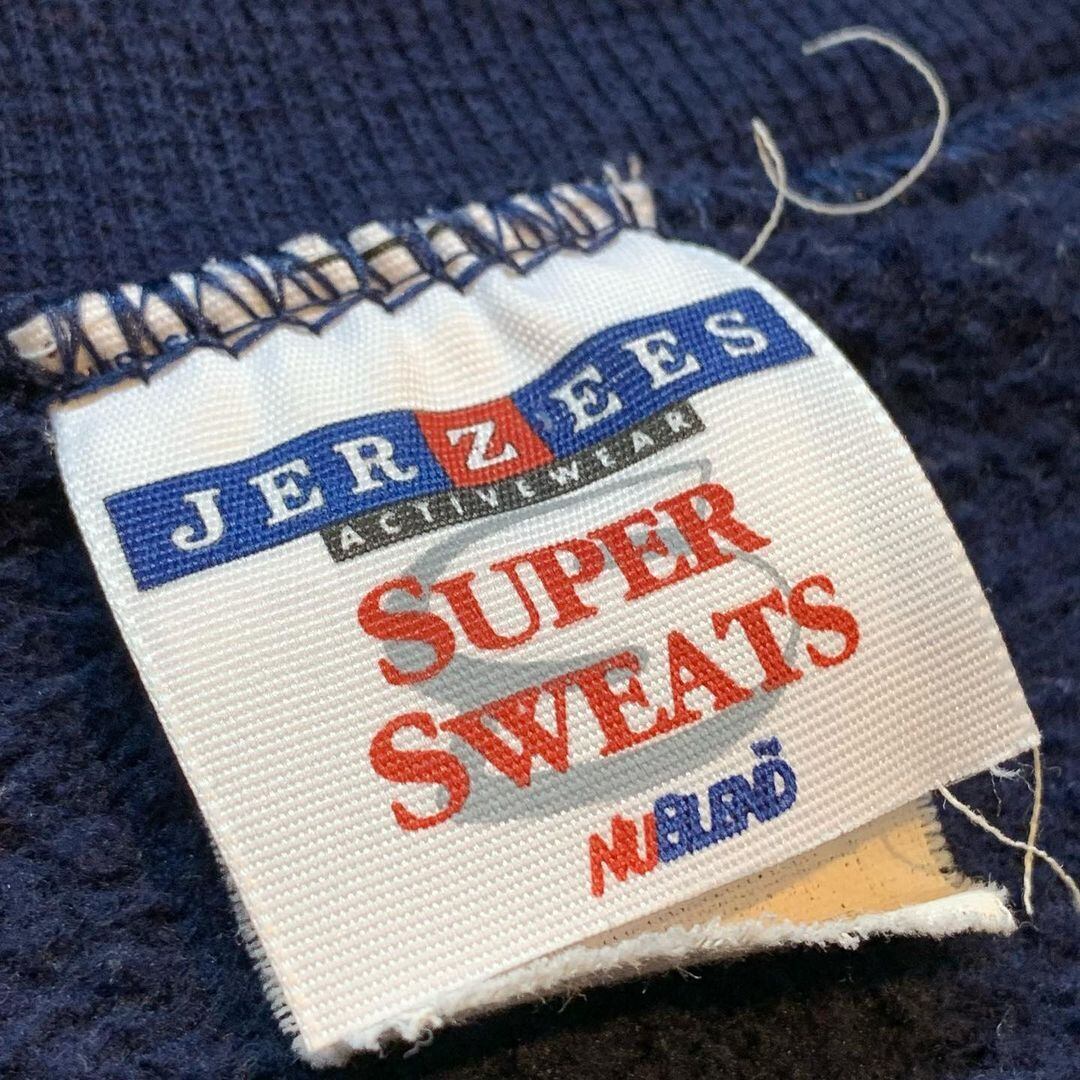 JERZEES
ACTIVEWEAR
SUPER
SWEATS
NUBLEND